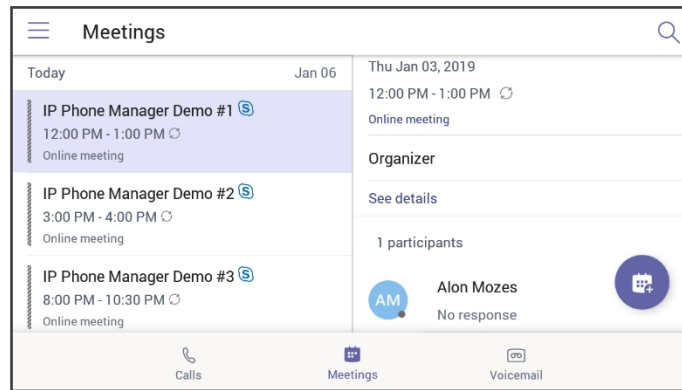 Meetings
Today Jan 06
IP Phone Manager Demo #1 S
12:00 PM - 1:00 PM
Online meeting
IP Phone Manager Demo #2 S
3:00 PM - 4:00 PM
Online meeting
IP Phone Manager Demo #3 S
8:00 PM - 10:30 PM
Online meeting
Thu Jan 03, 2019
12:00 PM - 1:00 PM
Online meeting
Organizer
See details
1 participants
AM
Alon Mozes
No response
Calls
Meetings
Voicemail